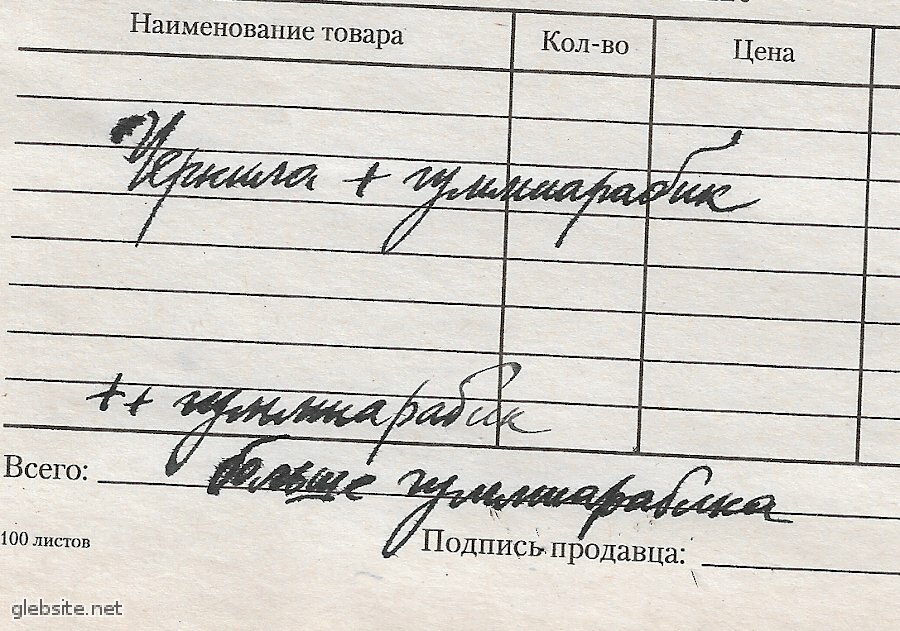 Наименование товара Кол-во Цена
Чернила + гуммиарабик
++ гуммиарабик
Всего: больше гуммиарабика
100 листов Подпись продавца:
glebsite.net